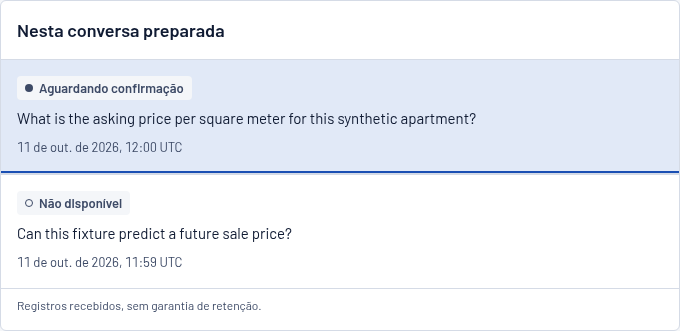 Nesta conversa preparada
Aguardando confirmação
What is the asking price per square meter for this synthetic apartment?
11 de out. de 2026, 12:00 UTC
Não disponível
Can this fixture predict a future sale price?
11 de out. de 2026, 11:59 UTC
Registros recebidos, sem garantia de retenção.